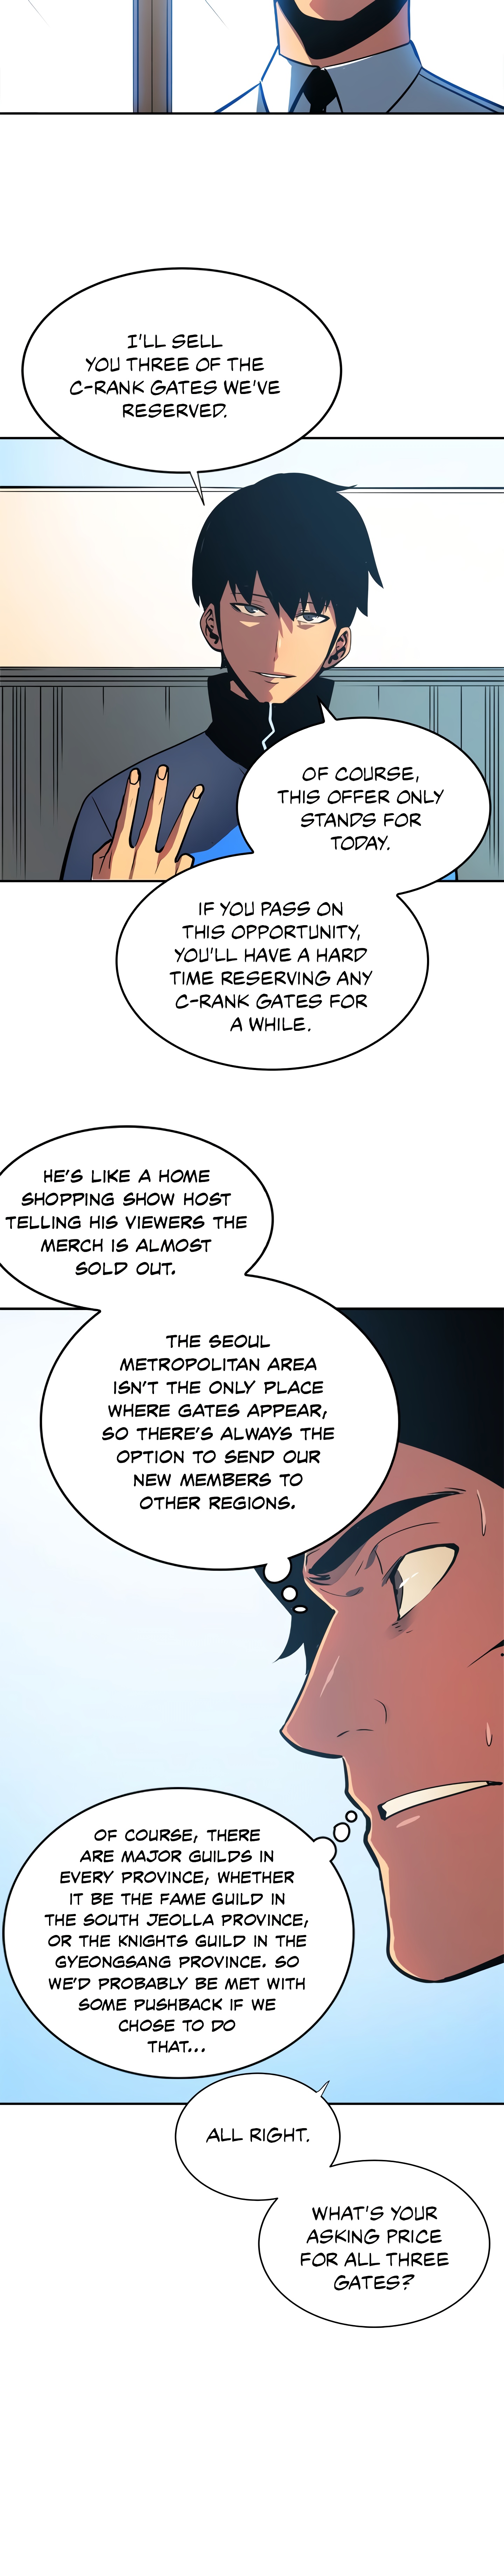 I'LL SELL
YOU THREE OF THE
C-RANK GATES WE'VE
RESERVED.
OF COURSE,
THIS OFFER ONLY
STANDS FOR
TODAY.
IF YOU PASS ON
THIS OPPORTUNITY,
YOU'LL HAVE A HARD
TIME RESERVING ANY
C-RANK GATES FOR
A WHILE.
HE'S LIKE A HOME
SHOPPING SHOW HOST
TELLING HIS VIEWERS THE
MERCH IS ALMOST
SOLD OUT.
THE SEOUL
METROPOLITAN AREA
ISN'T THE ONLY PLACE
WHERE GATES APPEAR,
SO THERE'S ALWAYS THE
OPTION TO SEND OUR
NEW MEMBERS TO
OTHER REGIONS.
OF COURSE, THERE
ARE MAJOR GUILDS IN
EVERY PROVINCE, WHETHER
IT BE THE FAME GUILD IN
THE SOUTH JEOLLA PROVINCE,
OR THE KNIGHTS GUILD IN THE
GYEONGSANG PROVINCE. SO
WE'D PROBABLY BE MET WITH
SOME PUSHBACK IF WE
CHOSE TO DO
THAT...
ALL RIGHT.
WHAT'S YOUR
ASKING PRICE
FOR ALL THREE
GATES?